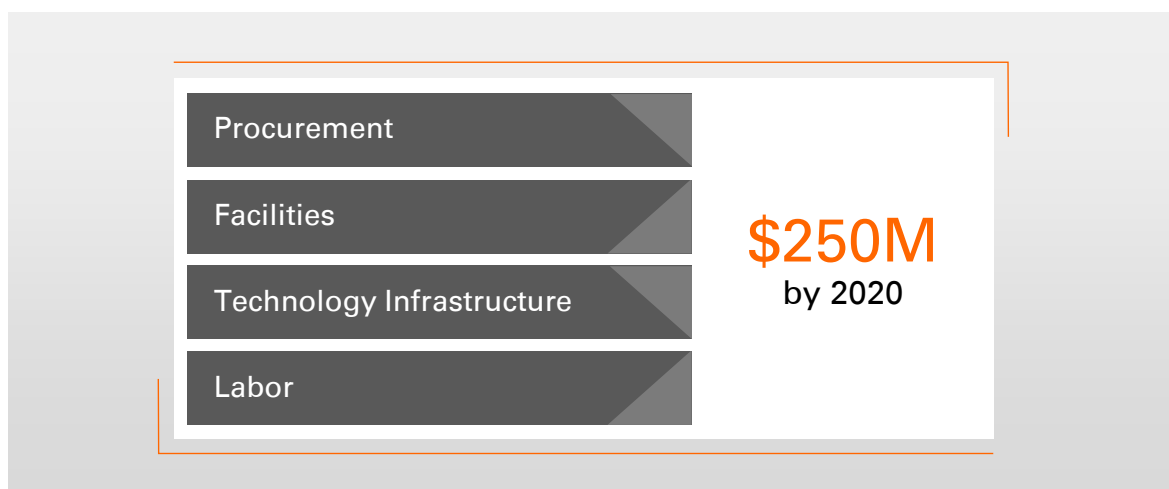 Procurement
Facilities
Technology Infrastructure
Labor
$250M
by 2020